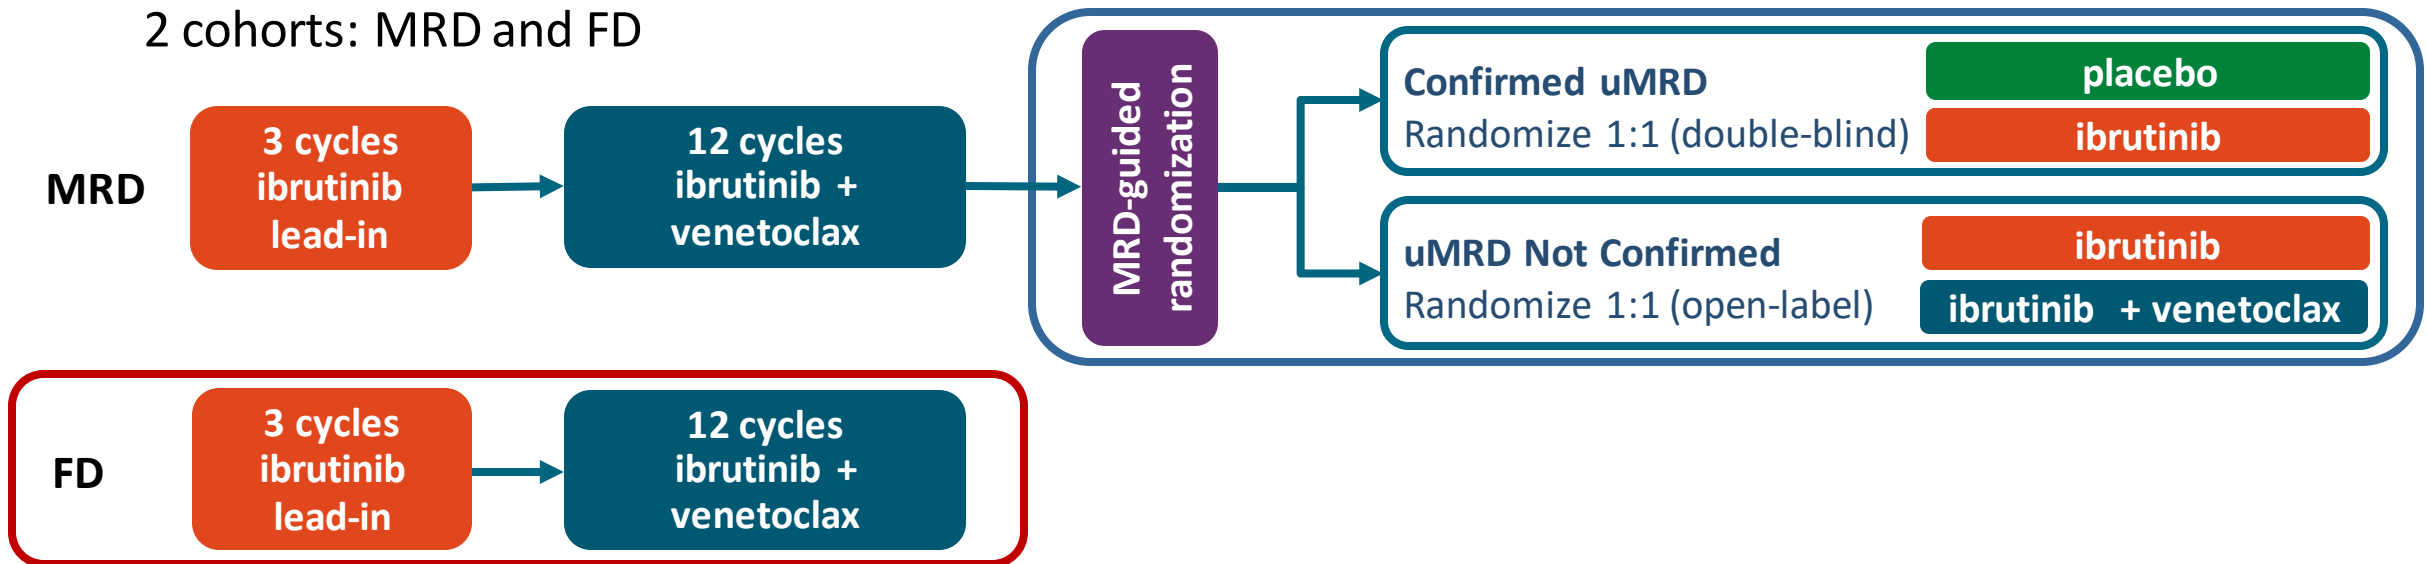 2 cohorts: MRD and FD
MRD
3 cycles
ibrutinib
lead-in
12 cycles
ibrutinib +
venetoclax
MRD-guided
randomization
Confirmed uMRD
Randomize 1:1 (double-blind)
placebo
ibrutinib
uMRD Not Confirmed
Randomize 1:1 (open-label)
ibrutinib
ibrutinib + venetoclax
FD
3 cycles
ibrutinib
lead-in
12 cycles
ibrutinib +
venetoclax